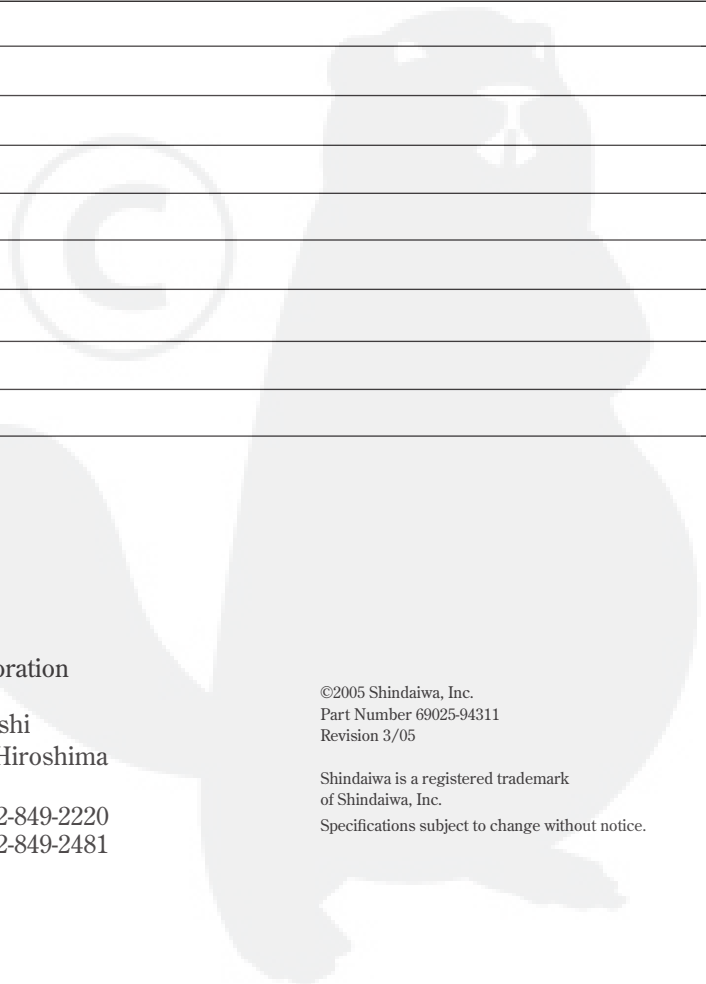 ©
oration
shi
Hiroshima
2-849-2220
2-849-2481
©2005 Shindaiwa, Inc.
Part Number 69025-94311
Revision 3/05
Shindaiwa is a registered trademark
of Shindaiwa, Inc.
Specifications subject to change without notice.